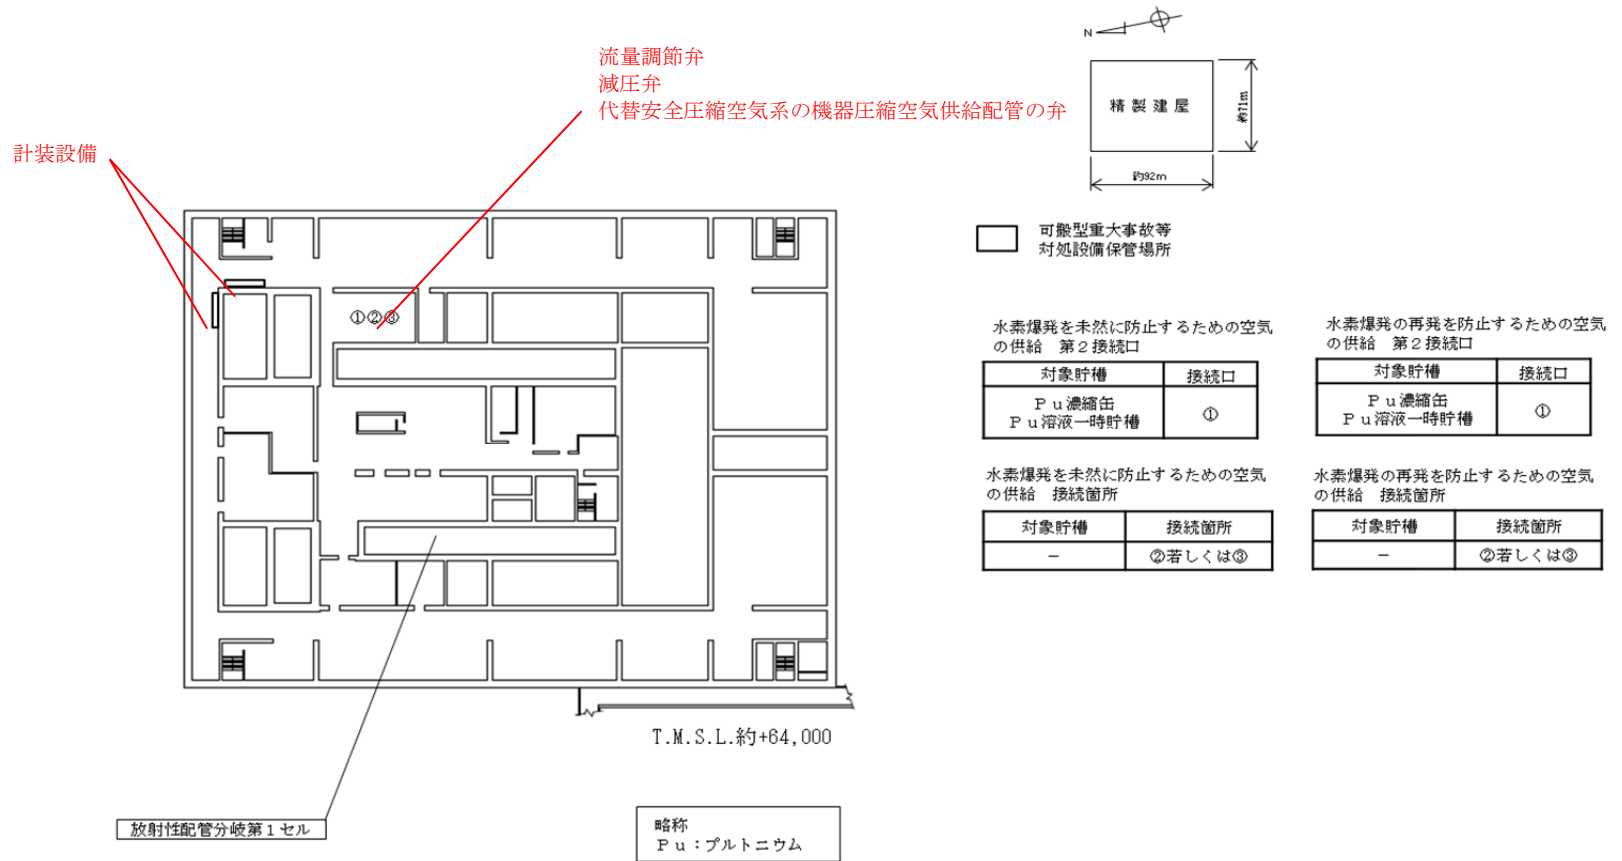 流量調節弁
減圧弁
代替安全圧縮空気系の機器圧縮空気供給配管の弁
計装設備
N
精製建屋
約71m
約92m
可搬型重大事故等
対処設備保管場所
①②③
水素爆発を未然に防止するための空気
の供給　第2接続口
対象貯槽　接続口
Pu濃縮缶
Pu溶液一時貯槽
①
水素爆発の再発を防止するための空気
の供給　第2接続口
対象貯槽　接続口
Pu濃縮缶
Pu溶液一時貯槽
①
水素爆発を未然に防止するための空気
の供給　接続箇所
対象貯槽　接続箇所
－　②若しくは③
水素爆発の再発を防止するための空気
の供給　接続箇所
対象貯槽　接続箇所
－　②若しくは③
T.M.S.L.約+64,000
放射性配管分岐第1セル
略称
Pu：プルトニウム